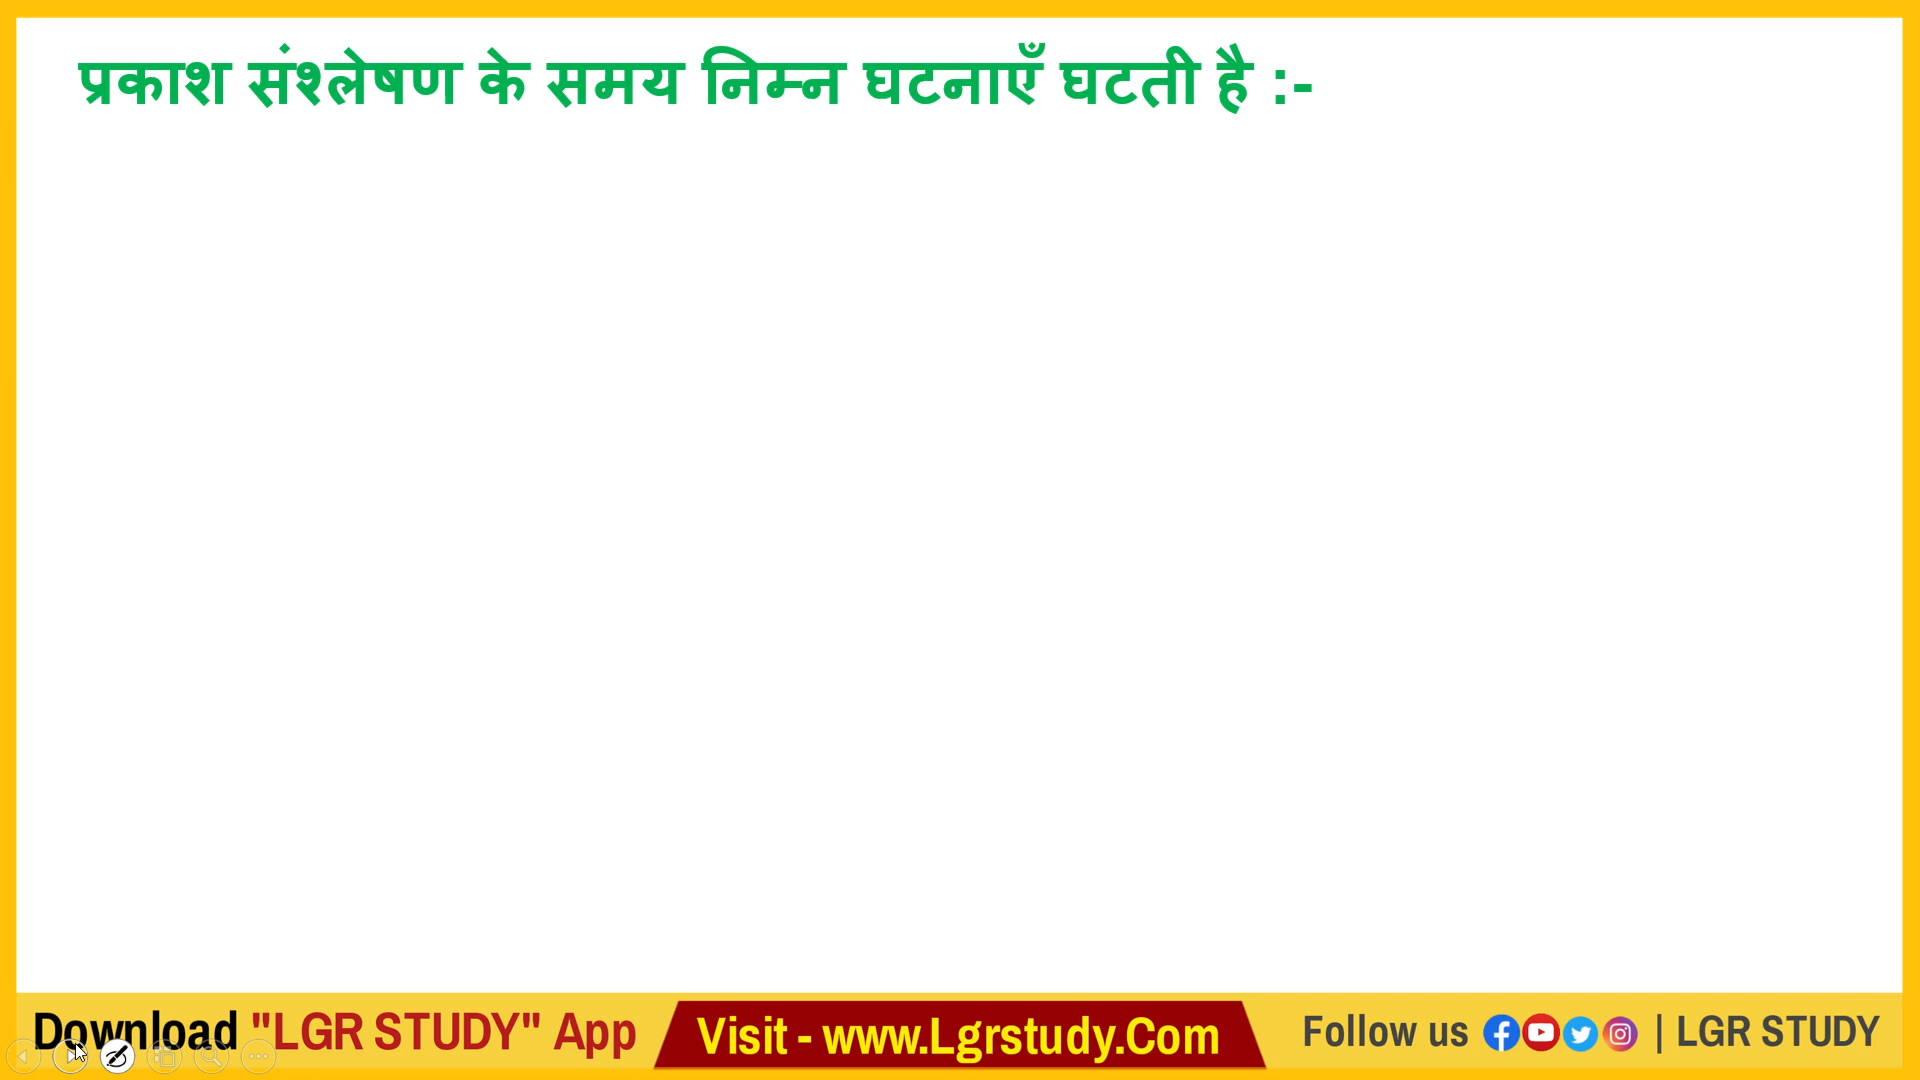 प्रकाश संश्लेषण के समय निम्न घटनाएँ घटती है :-
Download "LGR STUDY" App
Visit - www.Lgrstudy.Com
Follow us | LGR STUDY